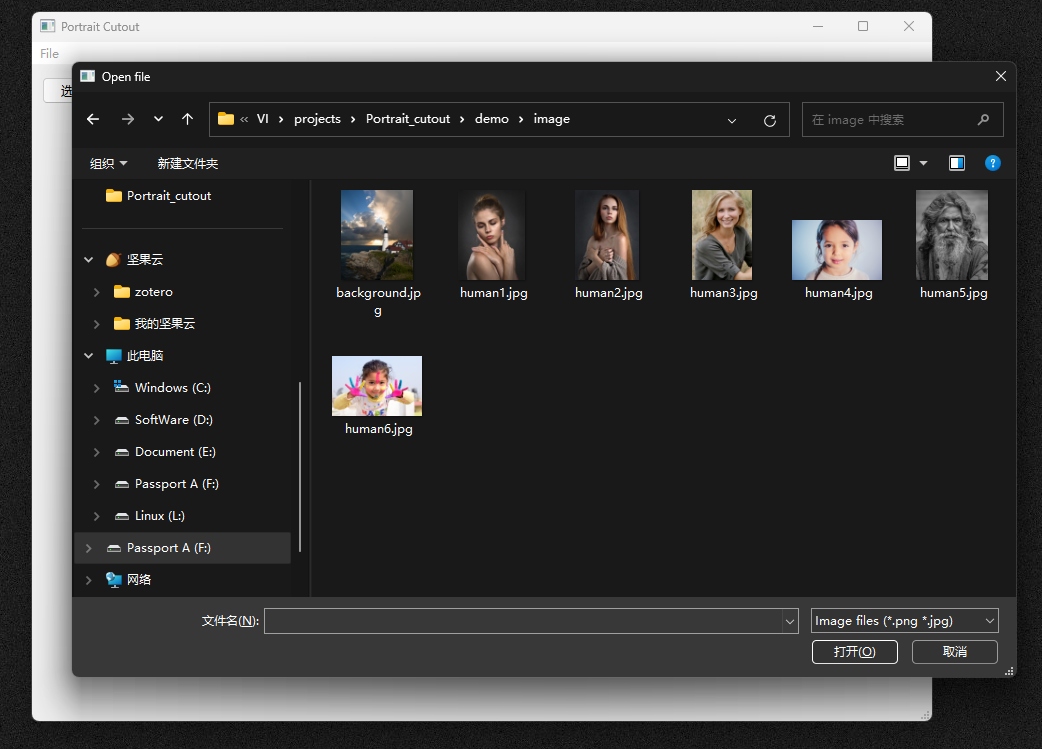 Portrait Cutout
File
选
Open file
« VI › projects › Portrait_cutout › demo › image
在 image 中搜索
组织
新建文件夹
?
Portrait_cutout
坚果云
zotero
我的坚果云
此电脑
Windows (C:)
SoftWare (D:)
Document (E:)
Passport A (F:)
Linux (L:)
Passport A (F:)
网络
background.jp
g
human1.jpg
human2.jpg
human3.jpg
human4.jpg
human5.jpg
human6.jpg
文件名(N):
Image files (*.png *.jpg)
打开(O)
取消